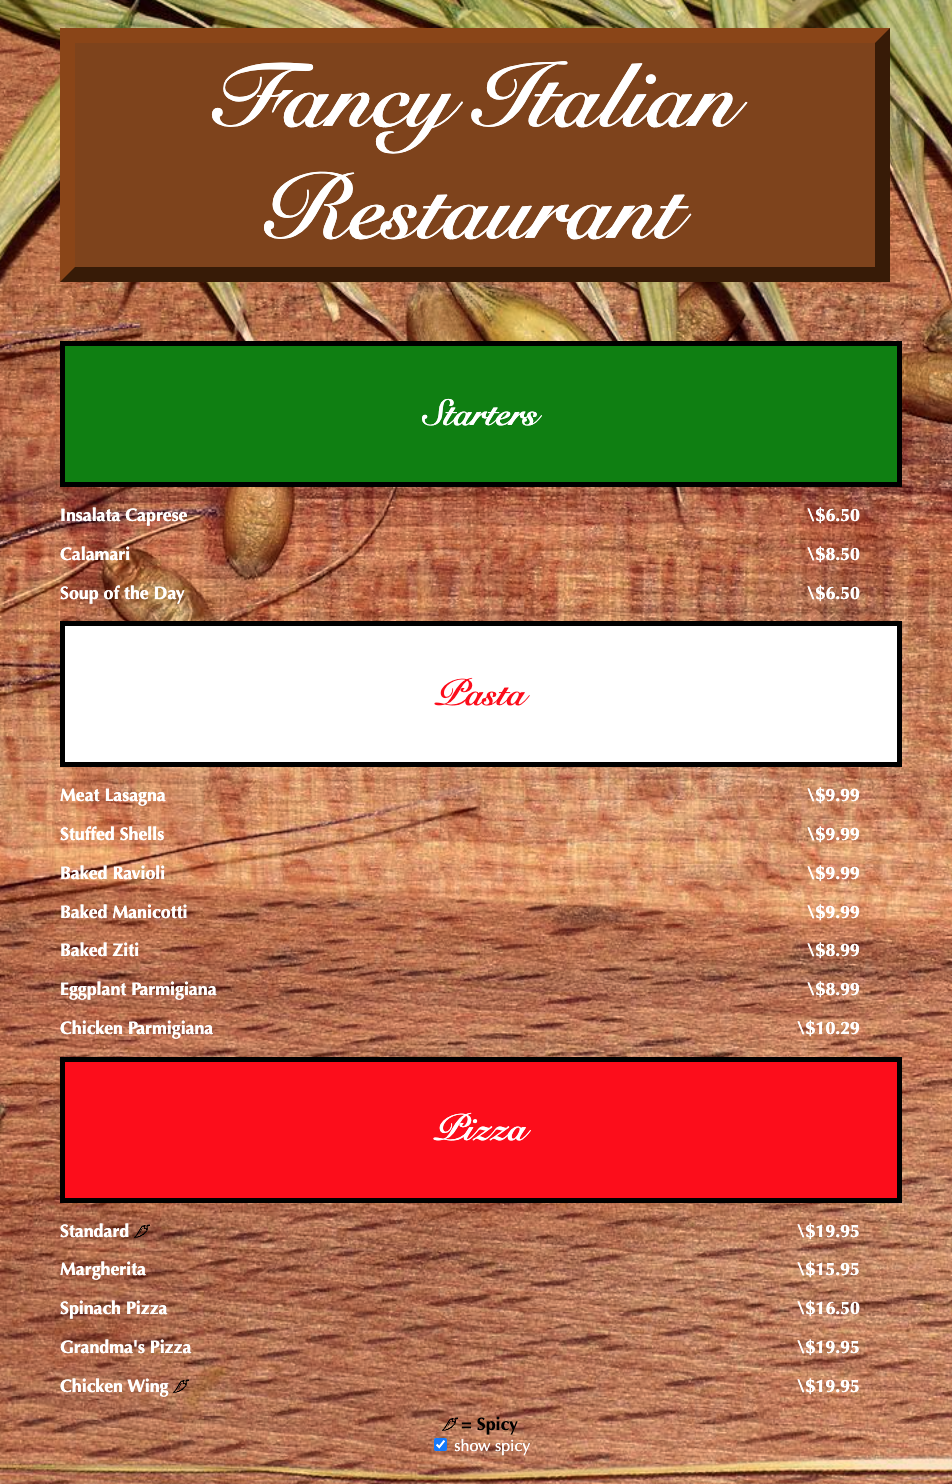 Fancy Italian
Restaurant
Starters
Insalata Caprese \$6.50
Calamari \$8.50
Soup of the Day \$6.50
Pasta
Meat Lasagna \$9.99
Stuffed Shells \$9.99
Baked Ravioli \$9.99
Baked Manicotti \$9.99
Baked Ziti \$8.99
Eggplant Parmigiana \$8.99
Chicken Parmigiana \$10.29
Pizza
Standard 🌶 \$19.95
Margherita \$15.95
Spinach Pizza \$16.50
Grandma's Pizza \$19.95
Chicken Wing 🌶 \$19.95
🌶 = Spicy
show spicy